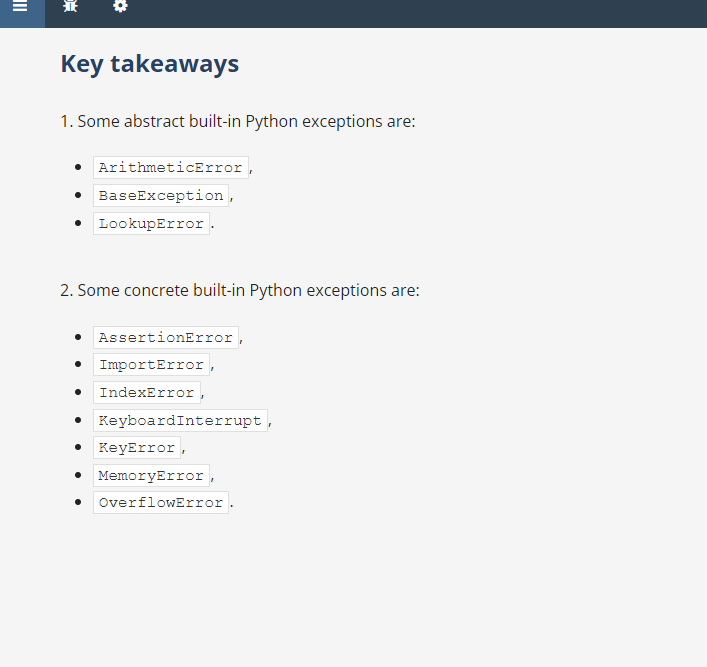 Key takeaways
1. Some abstract built-in Python exceptions are:
• ArithmeticError,
• BaseException,
• LookupError.
2. Some concrete built-in Python exceptions are:
• AssertionError,
• ImportError,
• IndexError,
• KeyboardInterrupt,
• KeyError,
• MemoryError,
• OverflowError.